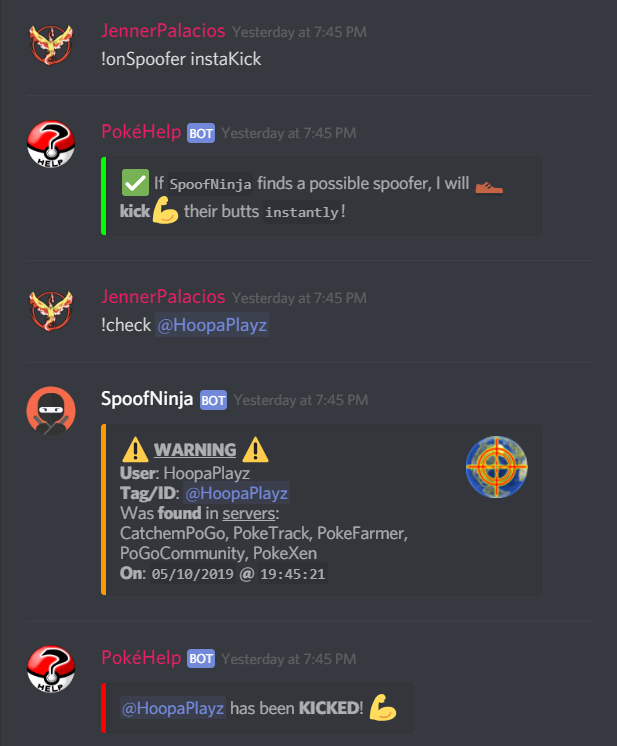 JennerPalacios Yesterday at 7:45 PM
!onSpoofer instaKick
HELP
PokéHelp BOT Yesterday at 7:45 PM
✅ If SpoofNinja finds a possible spoofer, I will 👞
kick💪 their butts instantly!
JennerPalacios Yesterday at 7:45 PM
!check @HoopaPlayz
SpoofNinja BOT Yesterday at 7:45 PM
⚠️ WARNING ⚠️
User: HoopaPlayz
Tag/ID: @HoopaPlayz
Was found in servers:
CatchemPoGo, PokeTrack, PokeFarmer,
PoGoCommunity, PokeXen
On: 05/10/2019 @ 19:45:21
HELP
PokéHelp BOT Yesterday at 7:45 PM
@HoopaPlayz has been KICKED! 💪